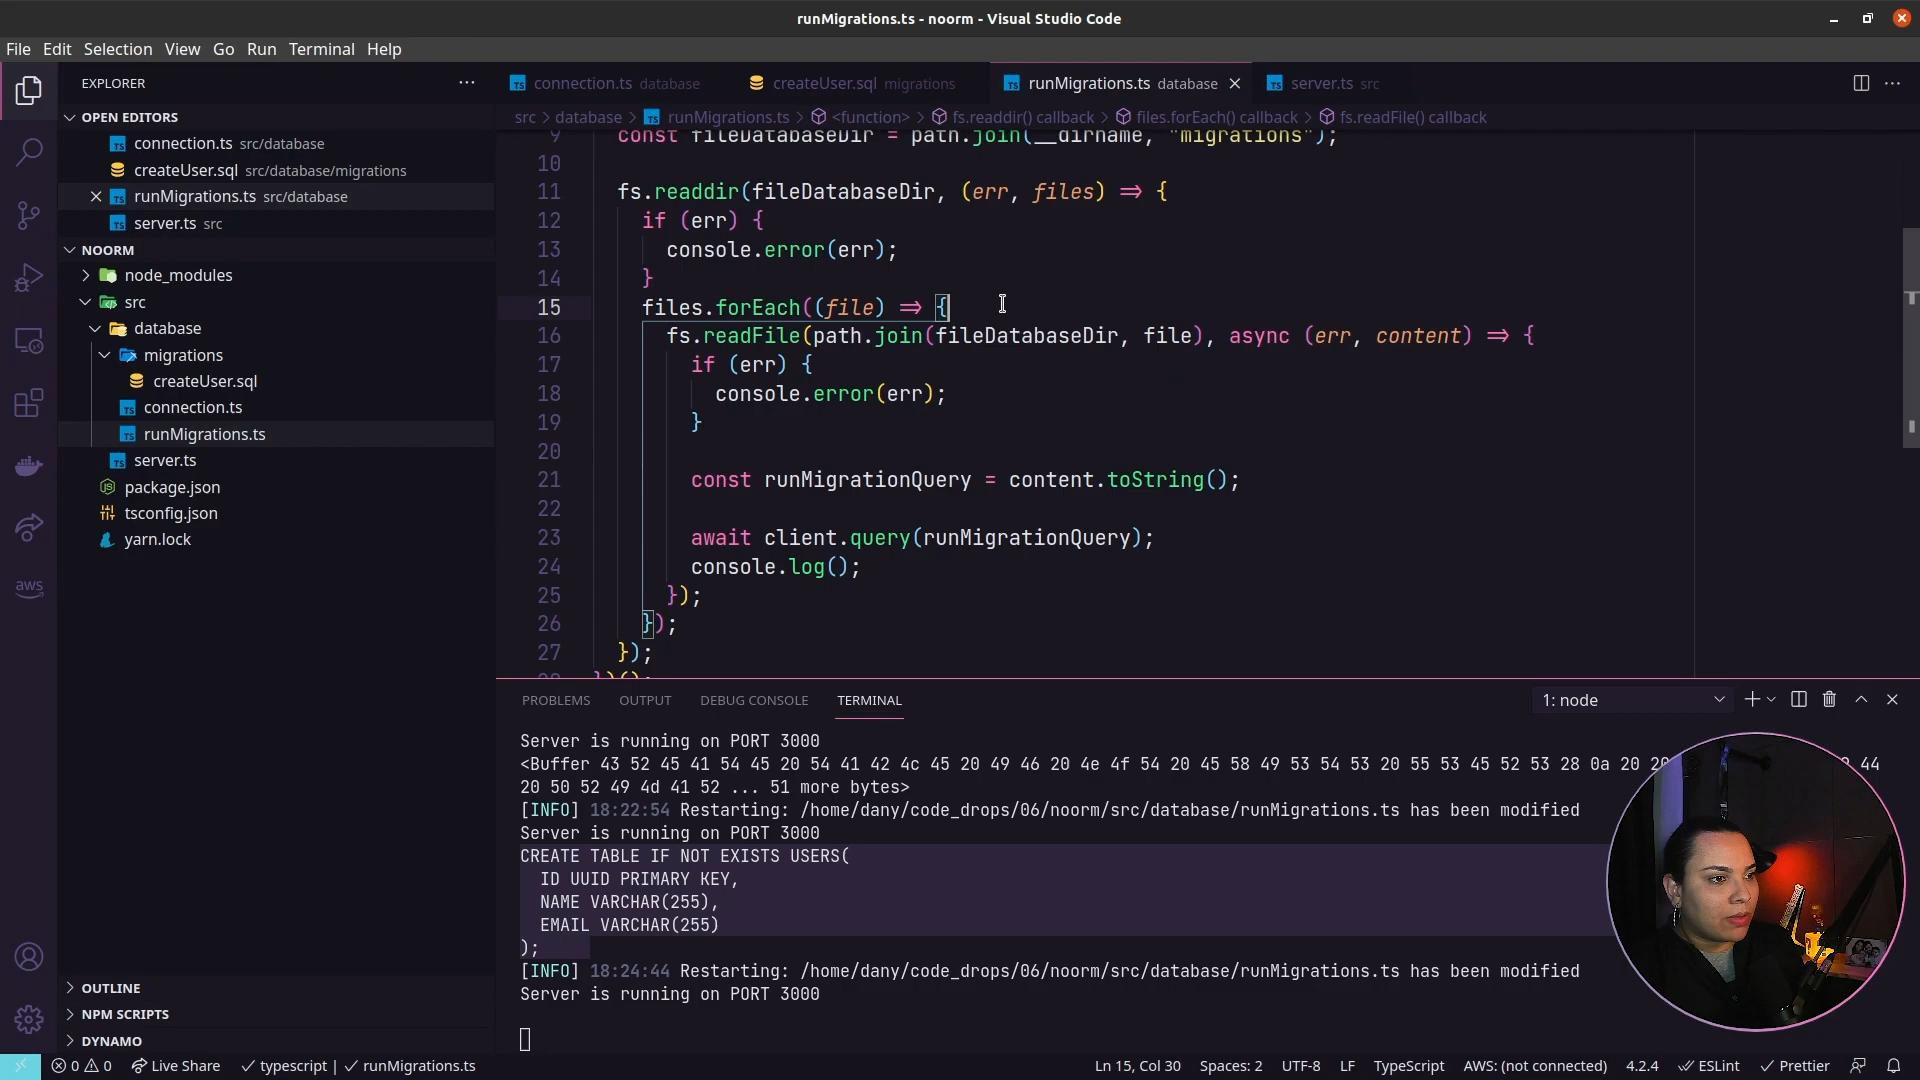 runMigrations.ts - noorm - Visual Studio Code
File Edit Selection View Go Run Terminal Help
EXPLORER
OPEN EDITORS
connection.ts src/database
createUser.sql src/database/migrations
runMigrations.ts src/database
server.ts src
NOORM
node_modules
src
database
migrations
createUser.sql
connection.ts
runMigrations.ts
server.ts
package.json
tsconfig.json
yarn.lock
OUTLINE
NPM SCRIPTS
DYNAMO
aws
connection.ts database createUser.sql migrations runMigrations.ts database server.ts src
src > database > runMigrations.ts > <function> > fs.readdir() callback > files.forEach() callback > fs.readFile() callback
9 const fileDatabaseDir = path.join(__dirname, "migrations");
10
11 fs.readdir(fileDatabaseDir, (err, files) => {
12 if (err) {
13 console.error(err);
14 }
15 files.forEach((file) => {
16 fs.readFile(path.join(fileDatabaseDir, file), async (err, content) => {
17 if (err) {
18 console.error(err);
19 }
20
21 const runMigrationQuery = content.toString();
22
23 await client.query(runMigrationQuery);
24 console.log();
25 });
26 });
27 });
28 })();
PROBLEMS OUTPUT DEBUG CONSOLE TERMINAL 1: node
Server is running on PORT 3000
<Buffer 43 52 45 41 54 45 20 54 41 42 4c 45 20 49 46 20 4e 4f 54 20 45 58 49 53 54 53 20 55 53 45 52 53 28 0a 20 20 44
20 50 52 49 4d 41 52 ... 51 more bytes>
[INFO] 18:22:54 Restarting: /home/dany/code_drops/06/noorm/src/database/runMigrations.ts has been modified
Server is running on PORT 3000
CREATE TABLE IF NOT EXISTS USERS(
ID UUID PRIMARY KEY,
NAME VARCHAR(255),
EMAIL VARCHAR(255)
);
[INFO] 18:24:44 Restarting: /home/dany/code_drops/06/noorm/src/database/runMigrations.ts has been modified
Server is running on PORT 3000
0 0 Live Share typescript | runMigrations.ts Ln 15, Col 30 Spaces: 2 UTF-8 LF TypeScript AWS: (not connected) 4.2.4 ESLint Prettier